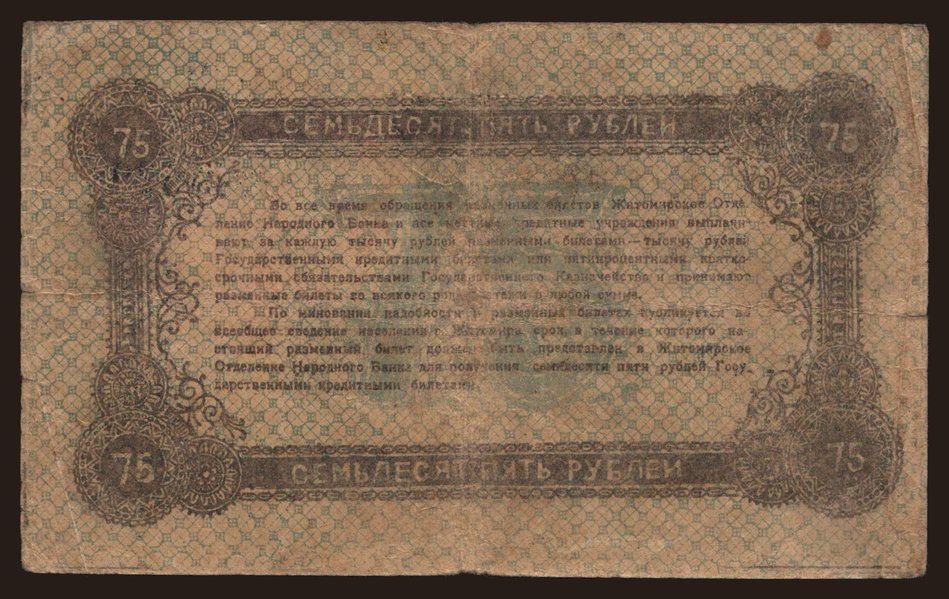 75 СЕМЬДЕСЯТ ПЯТЬ РУБЛЕЙ 75
Во все время обращения разменных билетов Житомирское Отде-
ление Народного Банка и все местные кредитные учреждения выплачи-
вают за каждую тысячу рублей разменными билетами—тысячу рублей
Государственными кредитными билетами или пятипроцентными кратко-
срочными обязательствами Государственного Казначейства и принимают
разменные билеты во всякого рода платежи в любой сумме.
По миновании надобности в разменных билетах публикуется во
всеобщее сведение населения г. Житомира срок, в течение которого на-
стоящий разменный билет должен быть представлен в Житомирское
Отделение Народного Банка для получения семидесяти пяти рублей Госу-
дарственными кредитными билетами.
75 СЕМЬДЕСЯТ ПЯТЬ РУБЛЕЙ 75